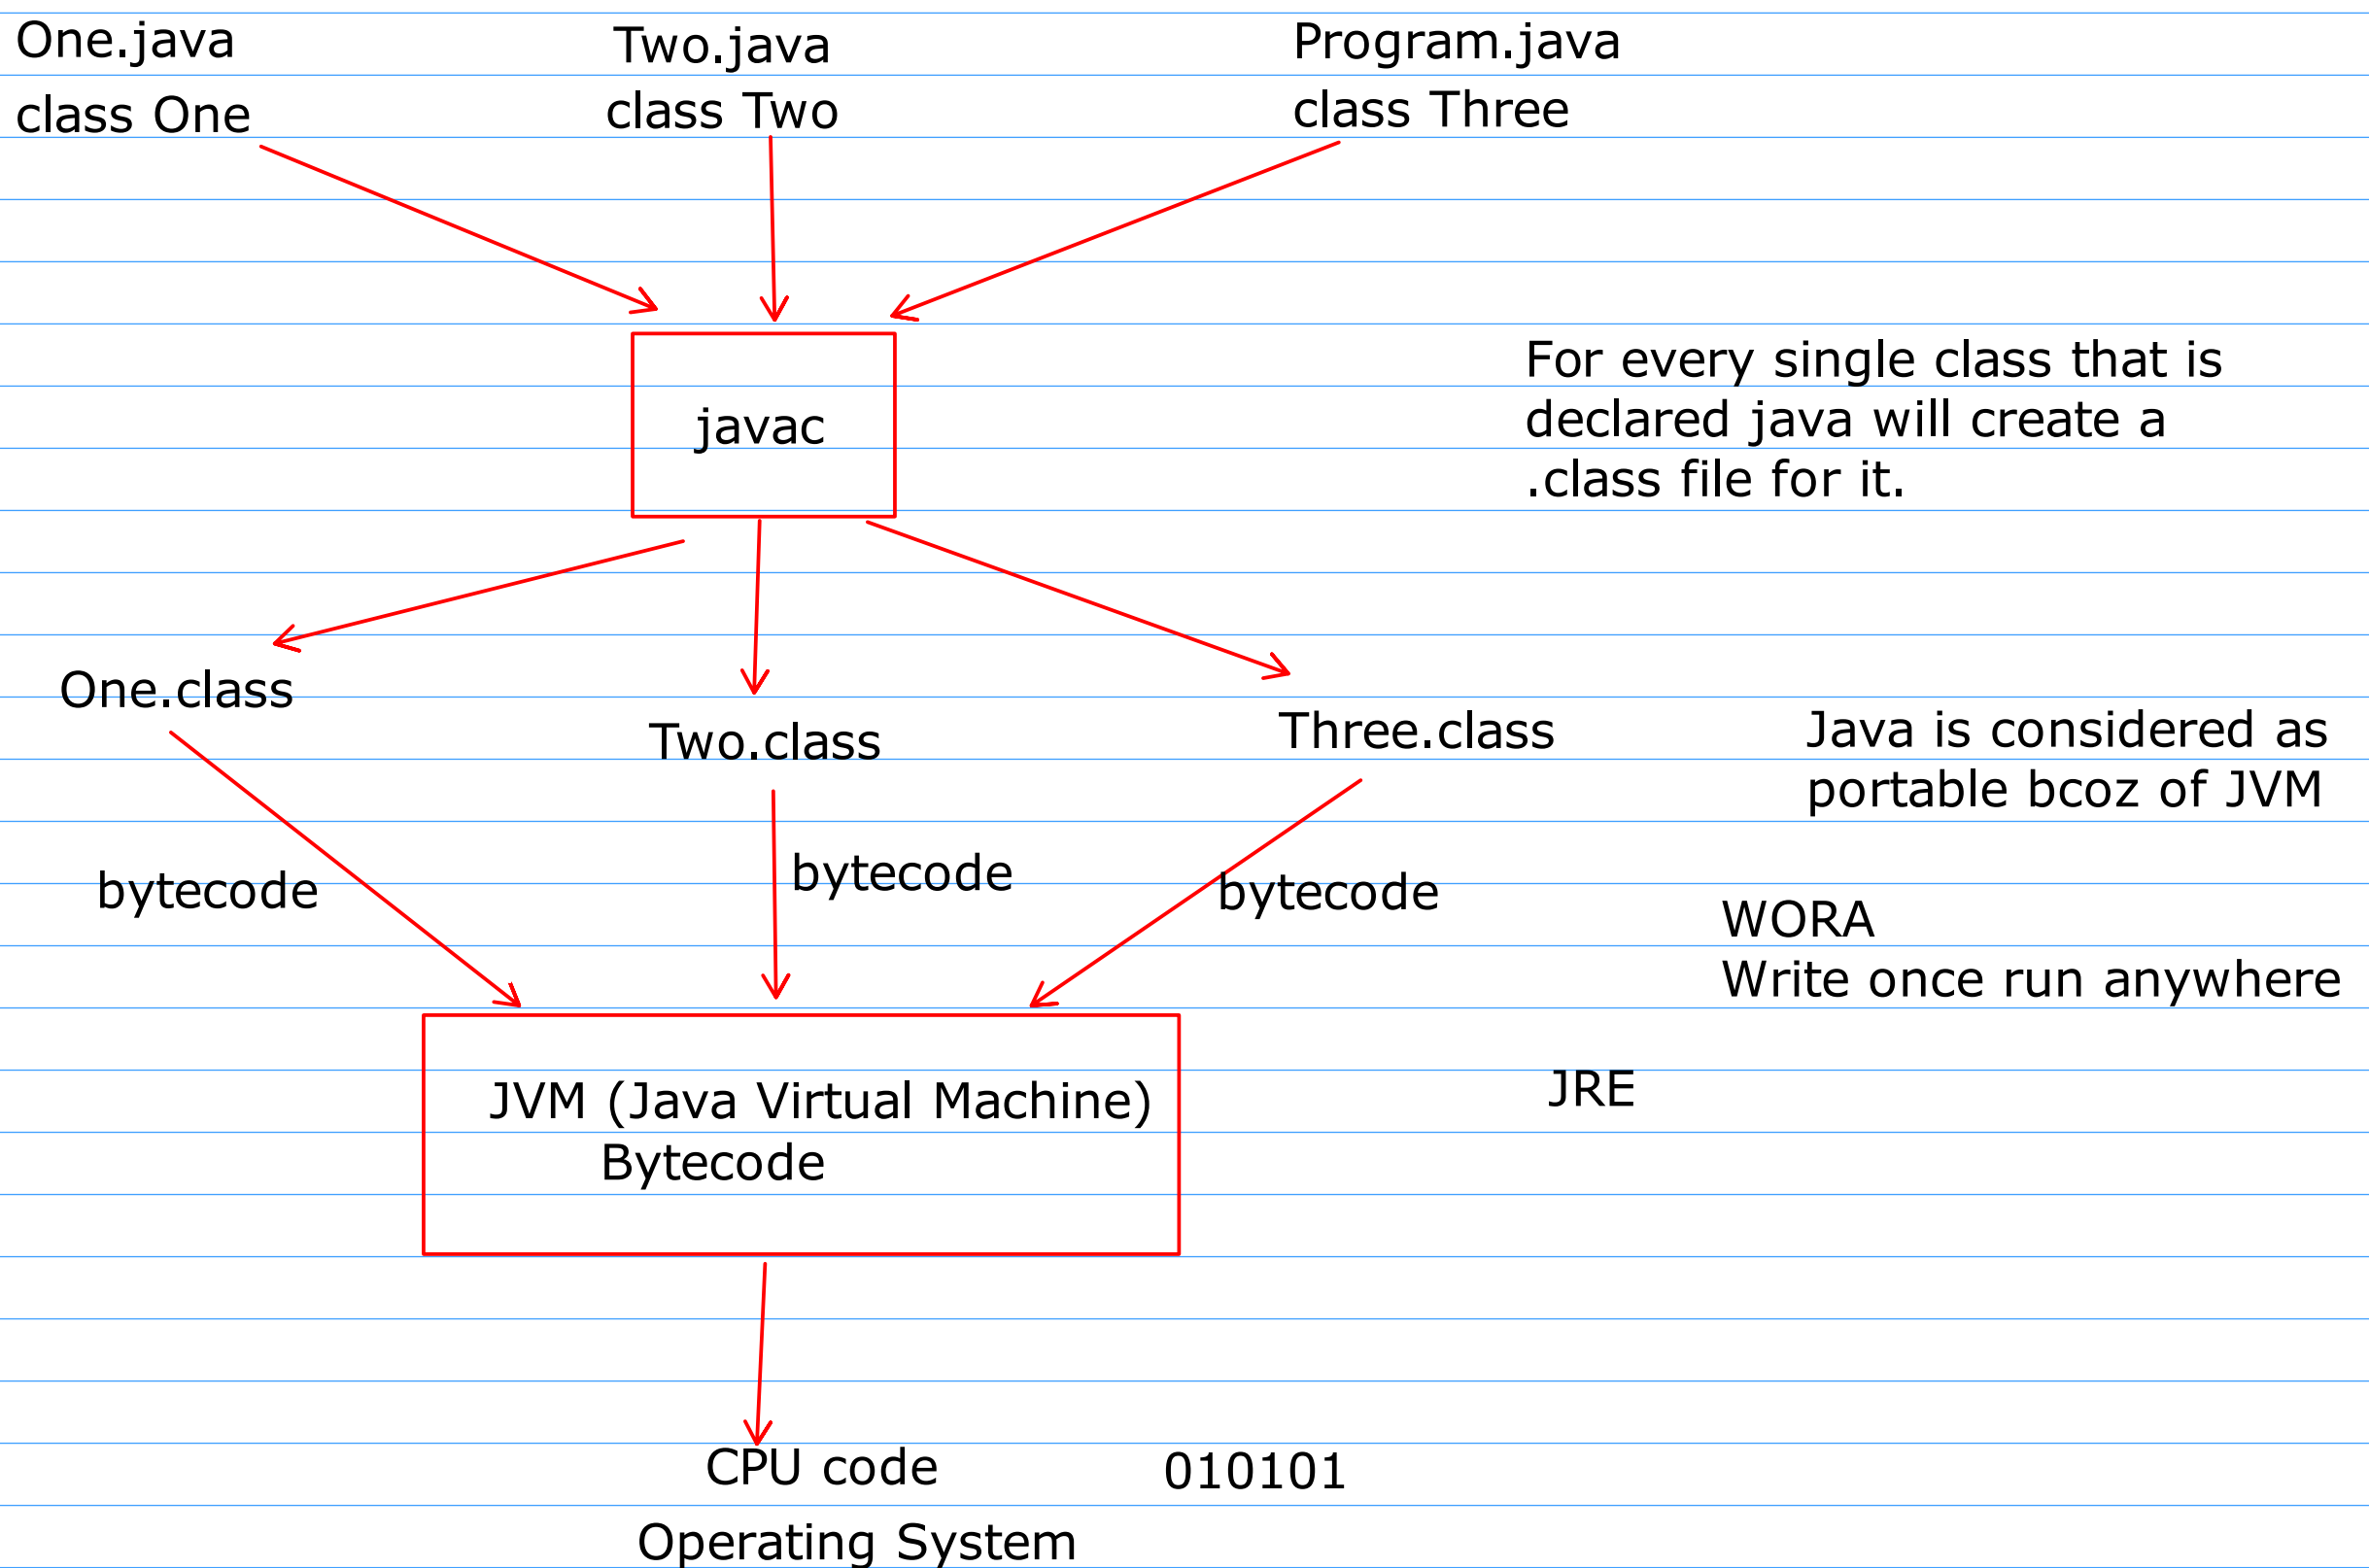 One.java
class One
Two.java
class Two
Program.java
class Three
javac
For every single class that is
declared java will create a
.class file for it.
One.class
Two.class
Three.class
Java is considered as
portable bcoz of JVM
bytecode
bytecode
bytecode
WORA
Write once run anywhere
JVM (Java Virtual Machine)
Bytecode
JRE
CPU code
010101
Operating System